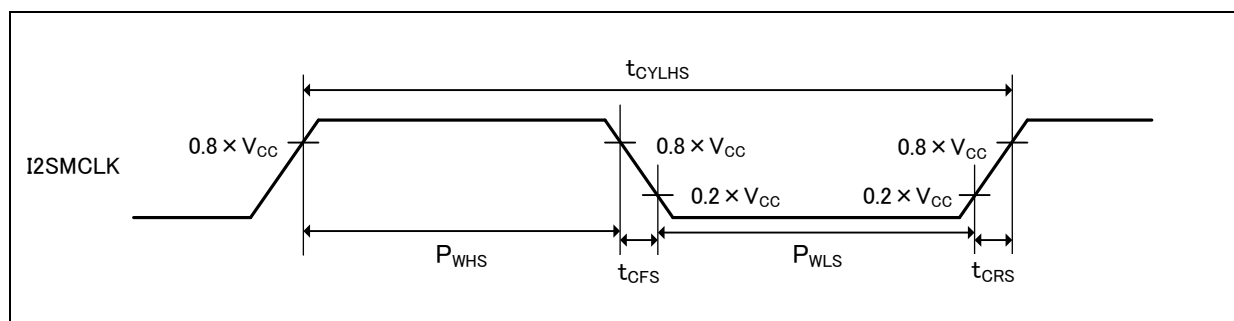 tCYLHS
0.8 × VCC 0.8 × VCC 0.8 × VCC
I2SMCLK
0.2 × VCC 0.2 × VCC
PWHS PWLS
tCFS tCRS